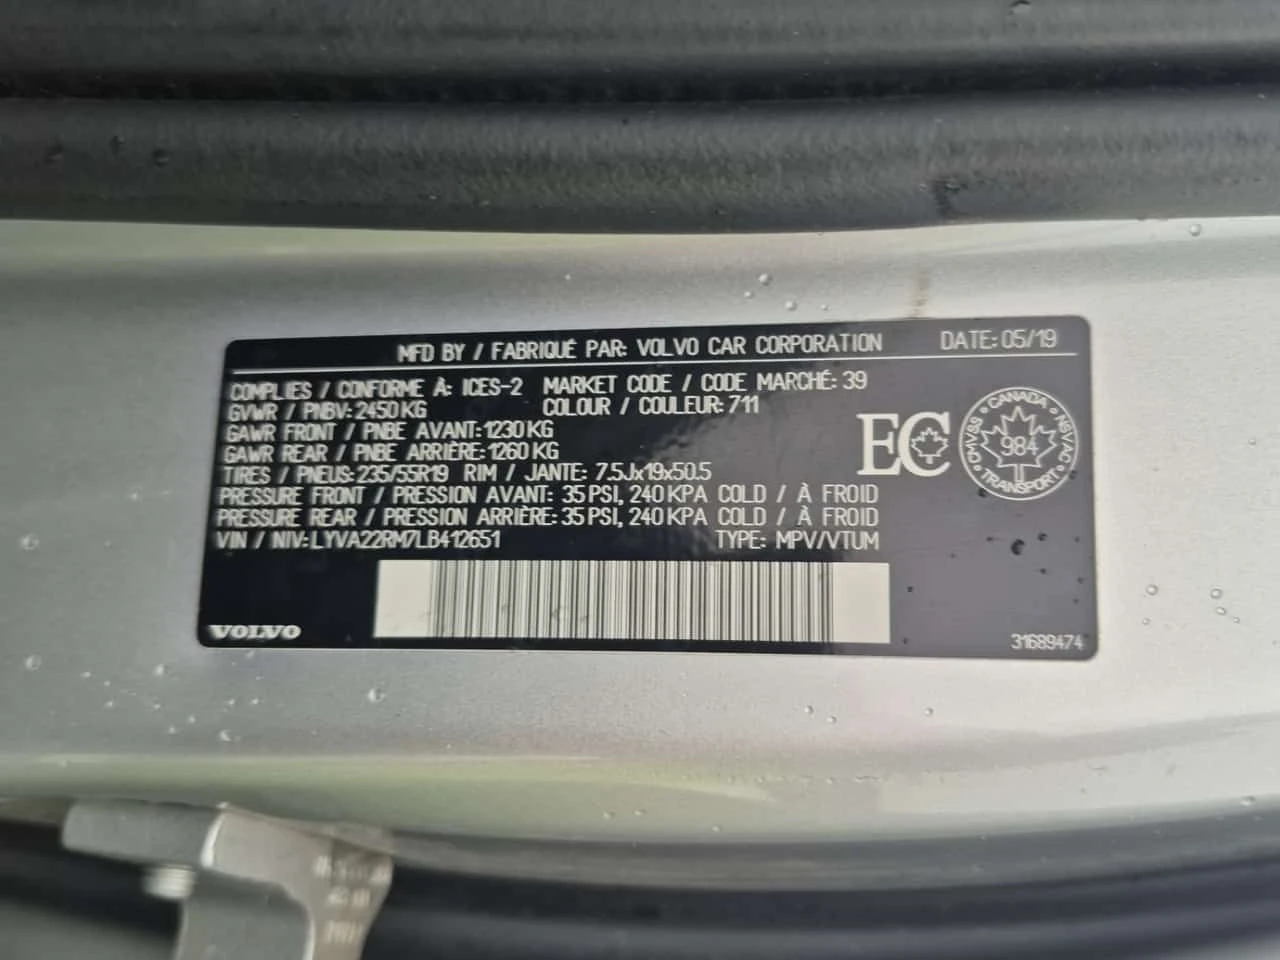 MFD BY / FABRIQUÉ PAR: VOLVO CAR CORPORATION DATE: 05/19
COMPLIES / CONFORME À: ICES-2 MARKET CODE / CODE MARCHÉ: 39
GVWR / PNBV: 2450 KG COLOUR / COULEUR: 711
GAWR FRONT / PNBE AVANT: 1230 KG
GAWR REAR / PNBE ARRIÈRE: 1260 KG
TIRES / PNEUS: 235/55R19 RIM / JANTE: 7.5Jx19x50.5
PRESSURE FRONT / PRESSION AVANT: 35 PSI, 240 KPA COLD / À FROID
PRESSURE REAR / PRESSION ARRIÈRE: 35 PSI, 240 KPA COLD / À FROID
VIN / NIV: LYVA22RM7LB412651 TYPE: MPV/VTUM
EC
CANADA
CMVSS
984
NSVAC
TRANSPORT
VOLVO
31689474